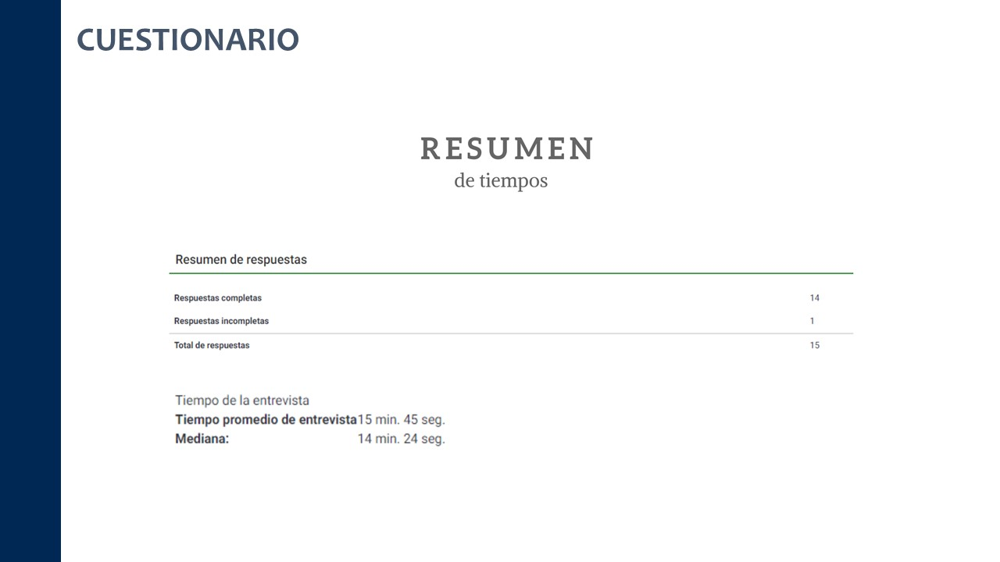 CUESTIONARIO
RESUMEN
de tiempos
Resumen de respuestas
Respuestas completas 14
Respuestas incompletas 1
Total de respuestas 15
Tiempo de la entrevista
Tiempo promedio de entrevista 15 min. 45 seg.
Mediana: 14 min. 24 seg.